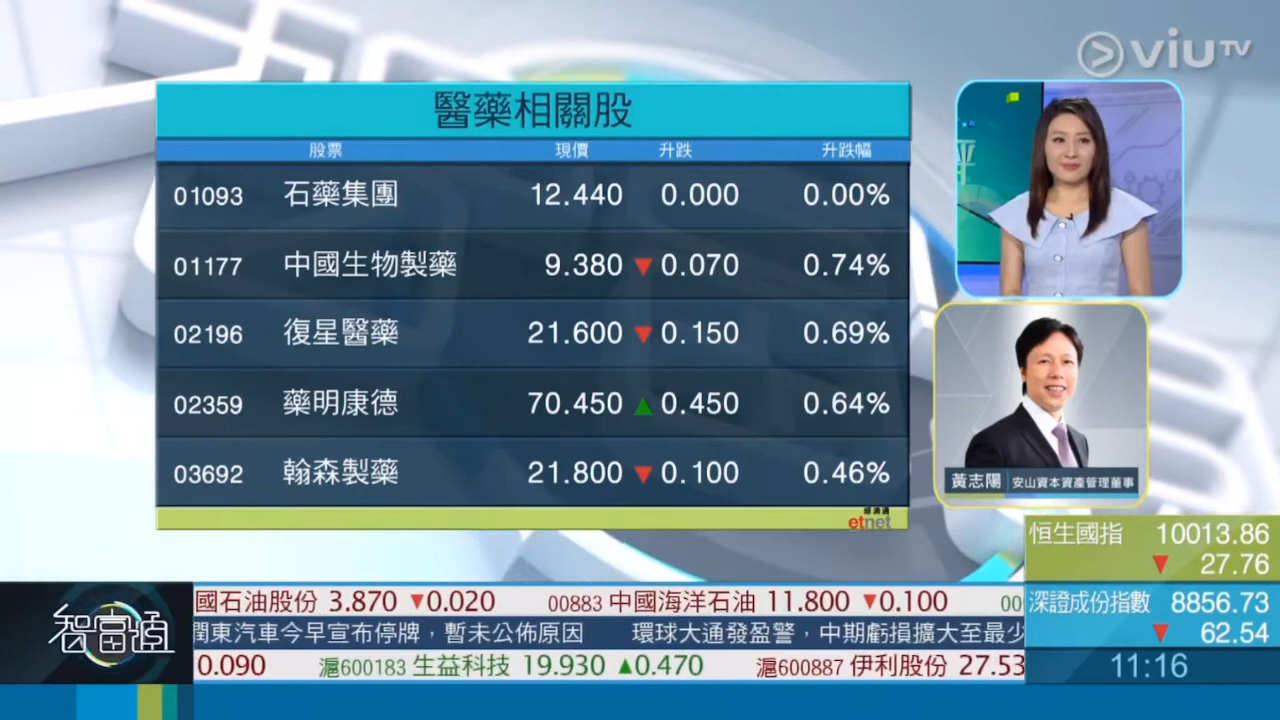 viuTV
醫藥相關股
股票 現價 升跌 升跌幅
01093 石藥集團 12.440 0.000 0.00%
01177 中國生物製藥 9.380 ▼ 0.070 0.74%
02196 復星醫藥 21.600 ▼ 0.150 0.69%
02359 藥明康德 70.450 ▲ 0.450 0.64%
03692 翰森製藥 21.800 ▼ 0.100 0.46%
經濟通
etnet
評
黃志陽 安山資本資產管理董事
恒生國指 10013.86
▼ 27.76
智富通
國石油股份 3.870 ▼0.020 00883 中國海洋石油 11.800 ▼0.100 00
深證成份指數 8856.73
▼ 62.54
潤東汽車今早宣布停牌，暫未公佈原因 環球大通發盈警，中期虧損擴大至最少
0.090 滬600183 生益科技 19.930 ▲0.470 滬600887 伊利股份 27.53
11:16